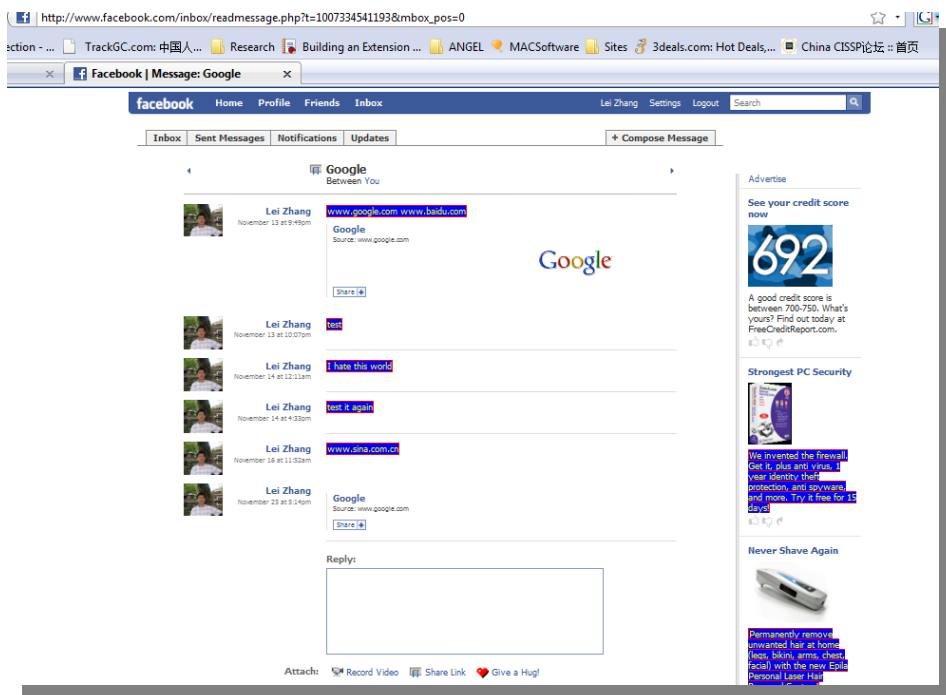 http://www.facebook.com/inbox/readmessage.php?t=1007334541193&mbox_pos=0
ection - ... TrackGC.com: 中国人... Research Building an Extension ... ANGEL MACSoftware Sites 3deals.com: Hot Deals,... China CISSP论坛 :: 首页
Facebook | Message: Google
facebook Home Profile Friends Inbox Lei Zhang Settings Logout Search
Inbox Sent Messages Notifications Updates + Compose Message
Google
Between You
Lei Zhang
November 13 at 9:49pm
www.google.com www.baidu.com
Google
Source: www.google.com
Google
Share +
Lei Zhang
November 13 at 10:07pm
test
Lei Zhang
November 14 at 12:11am
I hate this world
Lei Zhang
November 14 at 4:33pm
test it again
Lei Zhang
November 16 at 11:52am
www.sina.com.cn
Lei Zhang
November 23 at 5:14pm
Google
Source: www.google.com
Share +
Reply:
Attach: Record Video Share Link Give a Hug!
Advertise
See your credit score
now
692
A good credit score is
between 700-750. What's
yours? Find out today at
FreeCreditReport.com.
Strongest PC Security
We invented the firewall.
Get it, plus anti virus, 1
year identity theft
protection, anti spyware,
and more. Try it free for 15
days!
Never Shave Again
Permanently remove
unwanted hair at home
(legs, bikini, arms, chest,
facial) with the new Epila
Personal Laser Hair